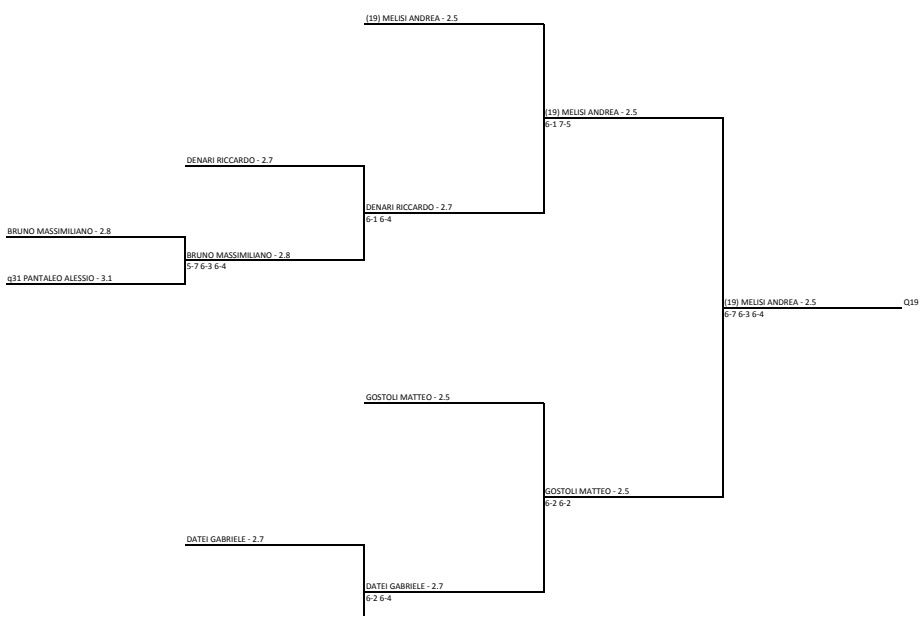 (19) MELISI ANDREA - 2.5
(19) MELISI ANDREA - 2.5
6-1 7-5
DENARI RICCARDO - 2.7
DENARI RICCARDO - 2.7
6-1 6-4
BRUNO MASSIMILIANO - 2.8
BRUNO MASSIMILIANO - 2.8
5-7 6-3 6-4
q31 PANTALEO ALESSIO - 3.1
(19) MELISI ANDREA - 2.5 Q19
6-7 6-3 6-4
GOSTOLI MATTEO - 2.5
GOSTOLI MATTEO - 2.5
6-2 6-2
DATEI GABRIELE - 2.7
DATEI GABRIELE - 2.7
6-2 6-4